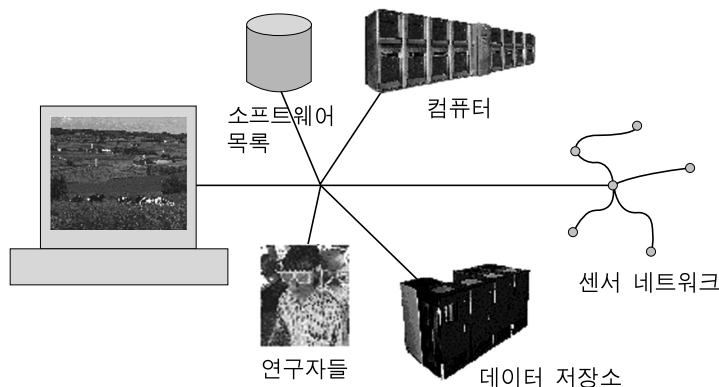 소프트웨어
목록
컴퓨터
센서 네트워크
연구자들
데이터 저장소